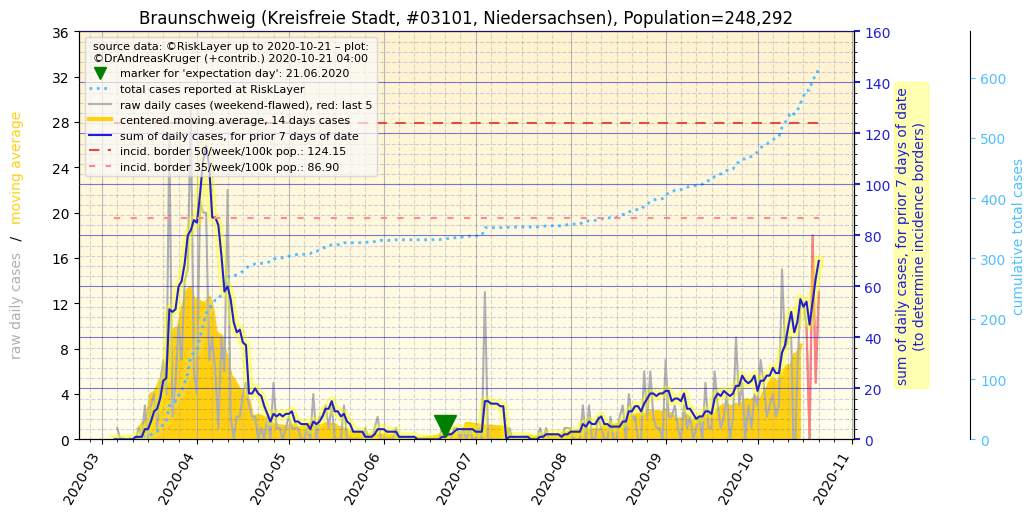 Braunschweig (Kreisfreie Stadt, #03101, Niedersachsen), Population=248,292
source data: ©RiskLayer up to 2020-10-21 – plot:
©DrAndreasKruger (+contrib.) 2020-10-21 04:00
marker for 'expectation day': 21.06.2020
total cases reported at RiskLayer
raw daily cases (weekend-flawed), red: last 5
centered moving average, 14 days cases
sum of daily cases, for prior 7 days of date
incid. border 50/week/100k pop.: 124.15
incid. border 35/week/100k pop.: 86.90
raw daily cases / moving average
36
32
28
24
20
16
12
8
4
0
160
140
120
100
80
60
40
20
0
sum of daily cases, for prior 7 days of date
(to determine incidence borders)
600
500
400
300
200
100
0
cumulative total cases
2020-03
2020-04
2020-05
2020-06
2020-07
2020-08
2020-09
2020-10
2020-11